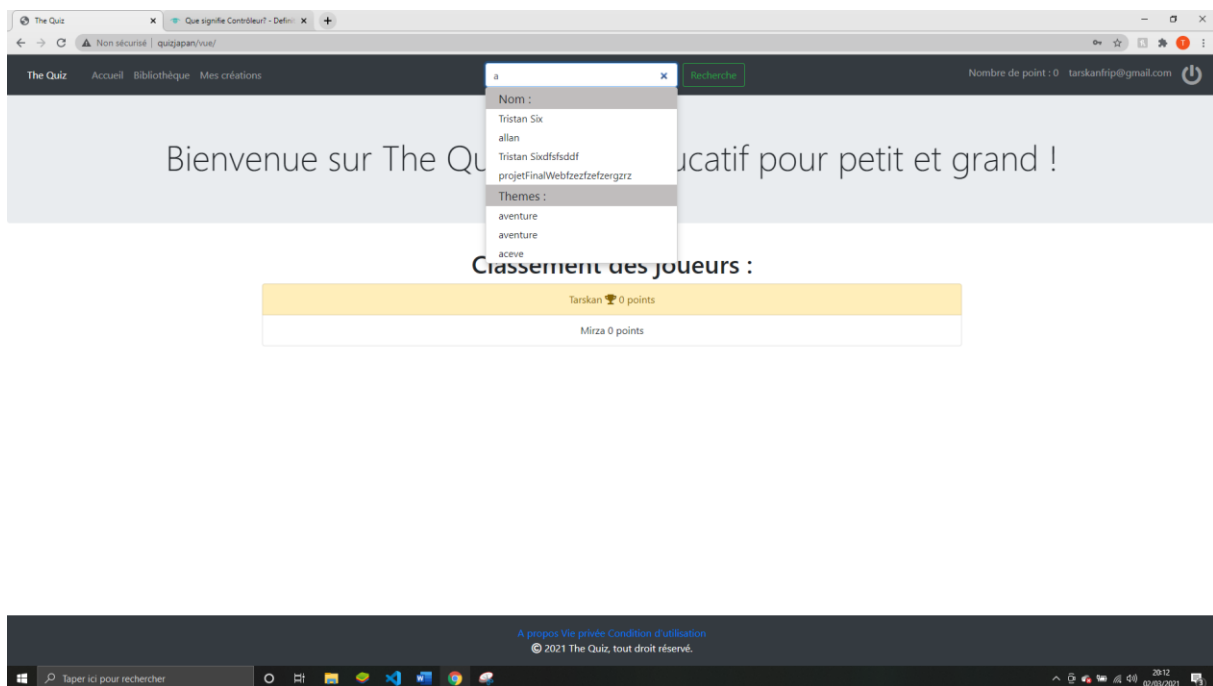 The Quiz
Que signifie Contrôleur? - Defini
Non sécurisé | quizjapan/vue/
The Quiz Accueil Bibliothèque Mes créations
a
Recherche
Nombre de point : 0 tarskanfrip@gmail.com
Nom :
Tristan Six
allan
Tristan Sixdfsfsddf
projetFinalWebfzezfzefzergzrz
Themes :
aventure
aventure
aceve
Bienvenue sur The Qu ucatif pour petit et grand !
Classement des joueurs :
Tarskan 0 points
Mirza 0 points
A propos Vie privée Condition d'utilisation
© 2021 The Quiz, tout droit réservé.
Taper ici pour rechercher
20:12
02/03/2021